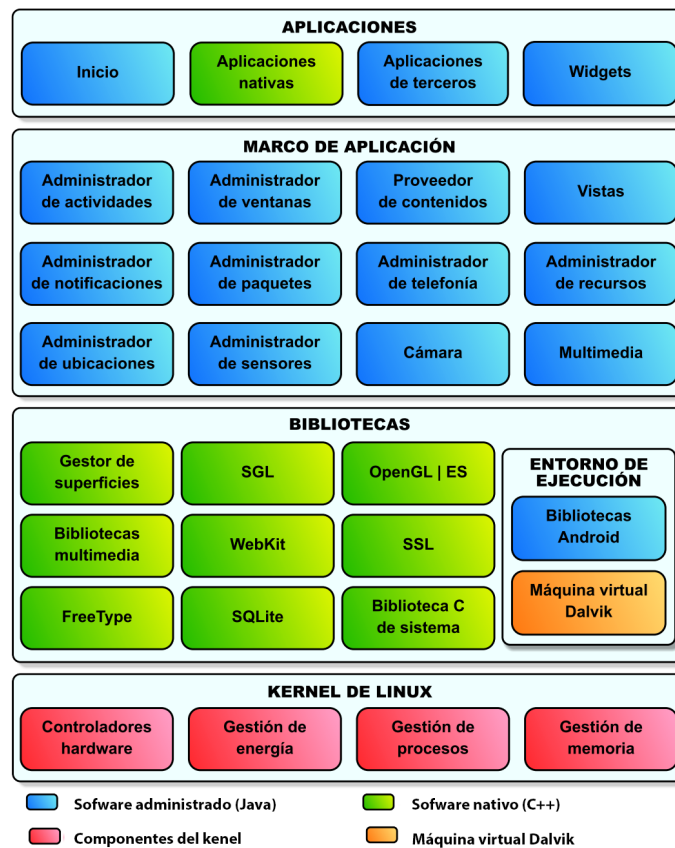 APLICACIONES
Inicio
Aplicaciones
nativas
Aplicaciones
de terceros
Widgets
MARCO DE APLICACIÓN
Administrador
de actividades
Administrador
de ventanas
Proveedor
de contenidos
Vistas
Administrador
de notificaciones
Administrador
de paquetes
Administrador
de telefonía
Administrador
de recursos
Administrador
de ubicaciones
Administrador
de sensores
Cámara
Multimedia
BIBLIOTECAS
Gestor de
superficies
SGL
OpenGL | ES
Bibliotecas
multimedia
WebKit
SSL
FreeType
SQLite
Biblioteca C
de sistema
ENTORNO DE
EJECUCIÓN
Bibliotecas
Android
Máquina virtual
Dalvik
KERNEL DE LINUX
Controladores
hardware
Gestión de
energía
Gestión de
procesos
Gestión de
memoria
Sofware administrado (Java)
Sofware nativo (C++)
Componentes del kenel
Máquina virtual Dalvik